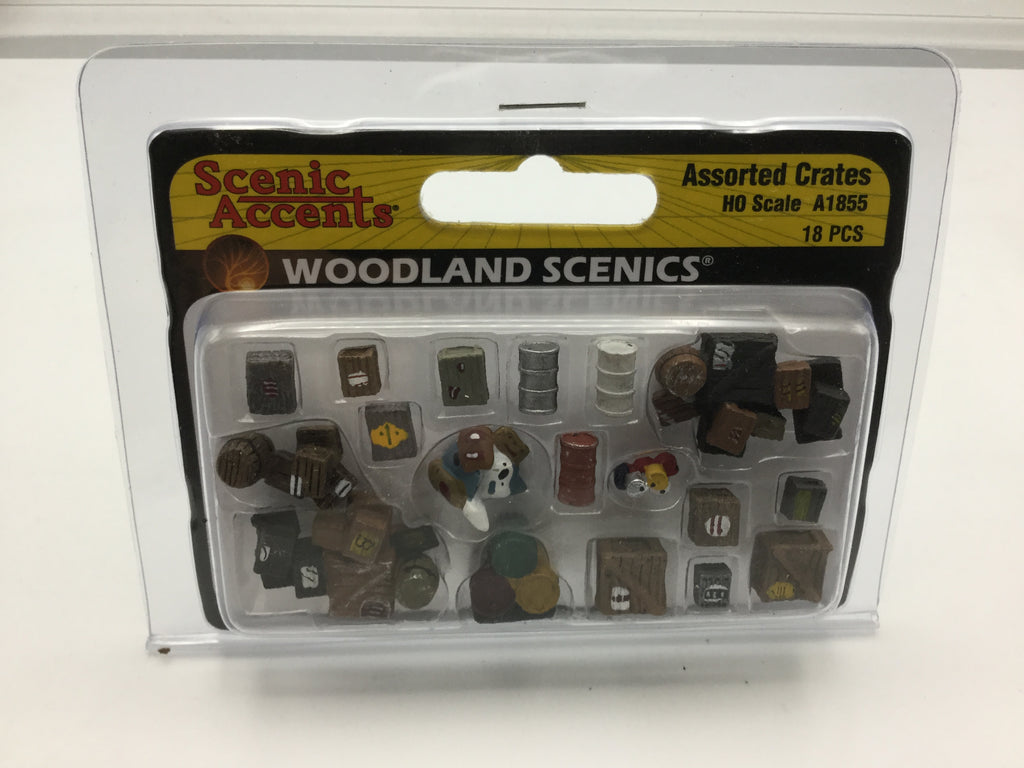 Scenic
Accents®
Assorted Crates
HO Scale A1855
18 PCS
WOODLAND SCENICS®